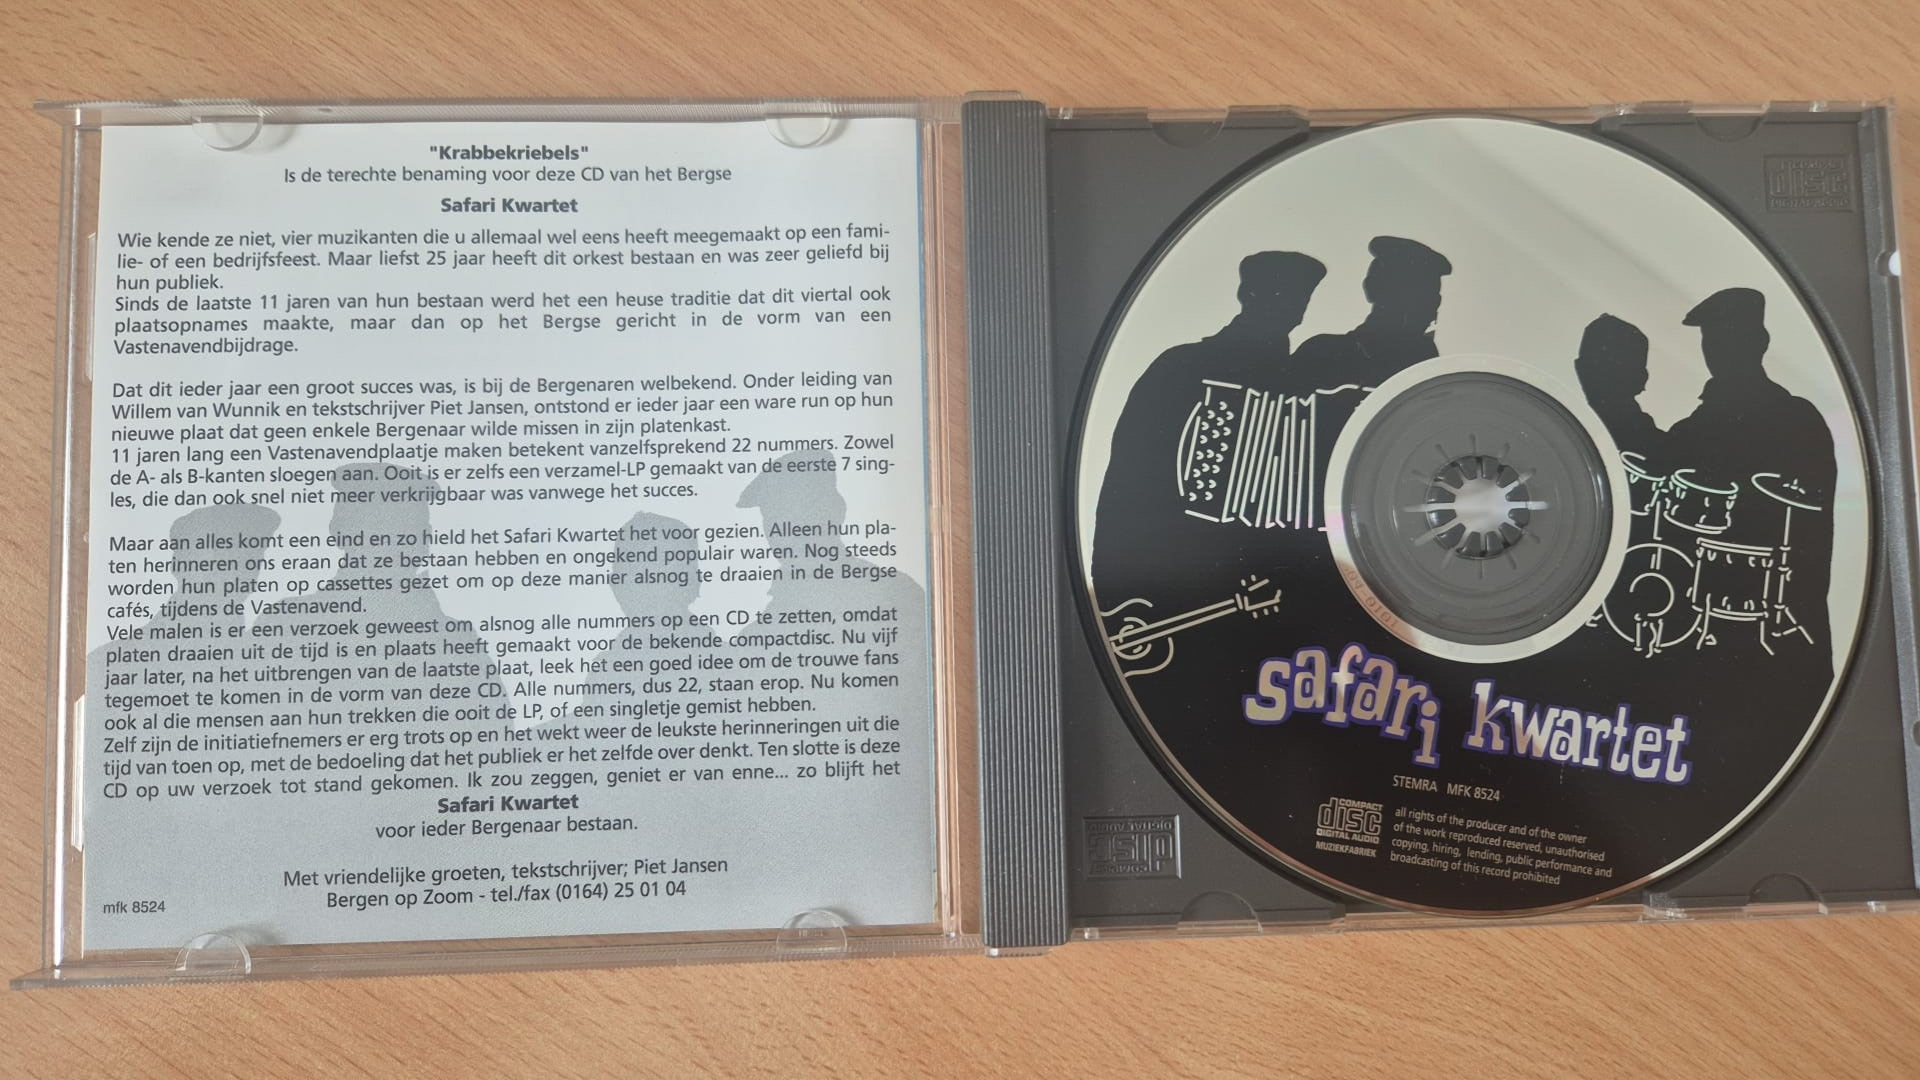 "Krabbekriebels"
Is de terechte benaming voor deze CD van het Bergse
Safari Kwartet
Wie kende ze niet, vier muzikanten die u allemaal wel eens heeft meegemaakt op een fami-
lie- of een bedrijfsfeest. Maar liefst 25 jaar heeft dit orkest bestaan en was zeer geliefd bij
hun publiek.
Sinds de laatste 11 jaren van hun bestaan werd het een heuse traditie dat dit viertal ook
plaatsopnames maakte, maar dan op het Bergse gericht in de vorm van een
Vastenavendbijdrage.
Dat dit ieder jaar een groot succes was, is bij de Bergenaren welbekend. Onder leiding van
Willem van Wunnik en tekstschrijver Piet Jansen, ontstond er ieder jaar een ware run op hun
nieuwe plaat dat geen enkele Bergenaar wilde missen in zijn platenkast.
11 jaren lang een Vastenavendplaatje maken betekent vanzelfsprekend 22 nummers. Zowel
de A- als B-kanten sloegen aan. Ooit is er zelfs een verzamel-LP gemaakt van de eerste 7 sing-
les, die dan ook snel niet meer verkrijgbaar was vanwege het succes.
Maar aan alles komt een eind en zo hield het Safari Kwartet het voor gezien. Alleen hun pla-
ten herinneren ons eraan dat ze bestaan hebben en ongekend populair waren. Nog steeds
worden hun platen op cassettes gezet om op deze manier alsnog te draaien in de Bergse
cafés, tijdens de Vastenavend.
Vele malen is er een verzoek geweest om alsnog alle nummers op een CD te zetten, omdat
platen draaien uit de tijd is en plaats heeft gemaakt voor de bekende compactdisc. Nu vijf
jaar later, na het uitbrengen van de laatste plaat, leek het een goed idee om de trouwe fans
tegemoet te komen in de vorm van deze CD. Alle nummers, dus 22, staan erop. Nu komen
ook al die mensen aan hun trekken die ooit de LP, of een singletje gemist hebben.
Zelf zijn de initiatiefnemers er erg trots op en het wekt weer de leukste herinneringen uit die
tijd van toen op, met de bedoeling dat het publiek er het zelfde over denkt. Ten slotte is deze
CD op uw verzoek tot stand gekomen. Ik zou zeggen, geniet er van enne... zo blijft het
Safari Kwartet
voor ieder Bergenaar bestaan.
Met vriendelijke groeten, tekstschrijver; Piet Jansen
Bergen op Zoom - tel./fax (0164) 25 01 04
mfk 8524
safari kwartet
STEMRA MFK 8524
COMPACT
disc
DIGITAL AUDIO
MUZIEKFABRIEK
all rights of the producer and of the owner
of the work reproduced reserved, unauthorised
copying, hiring, lending, public performance and
broadcasting of this record prohibited
disc
disc